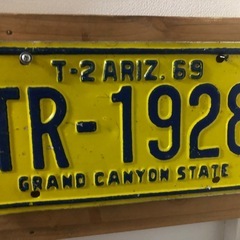 T-2 ARIZ. 69
TR-1928
GRAND CANYON STATE